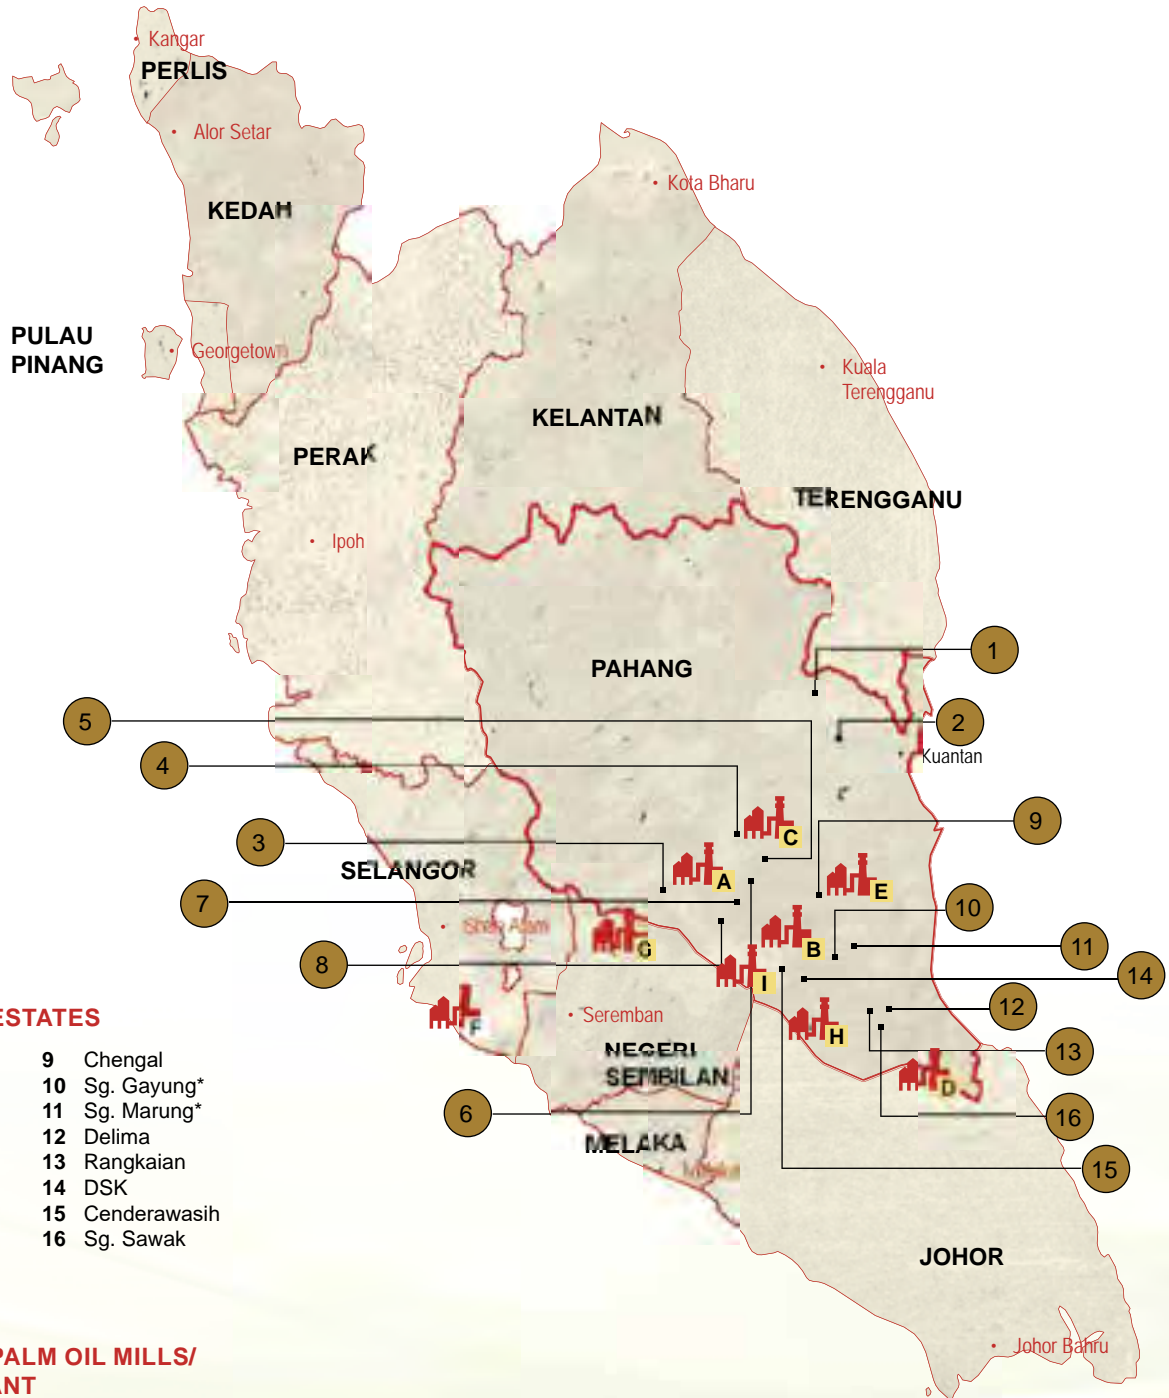 Kangar
PERLIS
Alor Setar
KEDAH
Kota Bharu
PULAU
PINANG
Georgetown
Kuala
Terengganu
KELANTAN
PERAK
TERENGGANU
Ipoh
1
PAHANG
5
2
Kuantan
4
C
9
3
SELANGOR
A
E
7
10
Shah Alam
G
B
11
8
I
14
F
Seremban
H
12
NEGERI
SEMBILAN
13
D
6
16
MELAKA
15
JOHOR
Johor Bahru
ESTATES
9 Chengal
10 Sg. Gayung*
11 Sg. Marung*
12 Delima
13 Rangkaian
14 DSK
15 Cenderawasih
16 Sg. Sawak
PALM OIL MILLS/
ANT